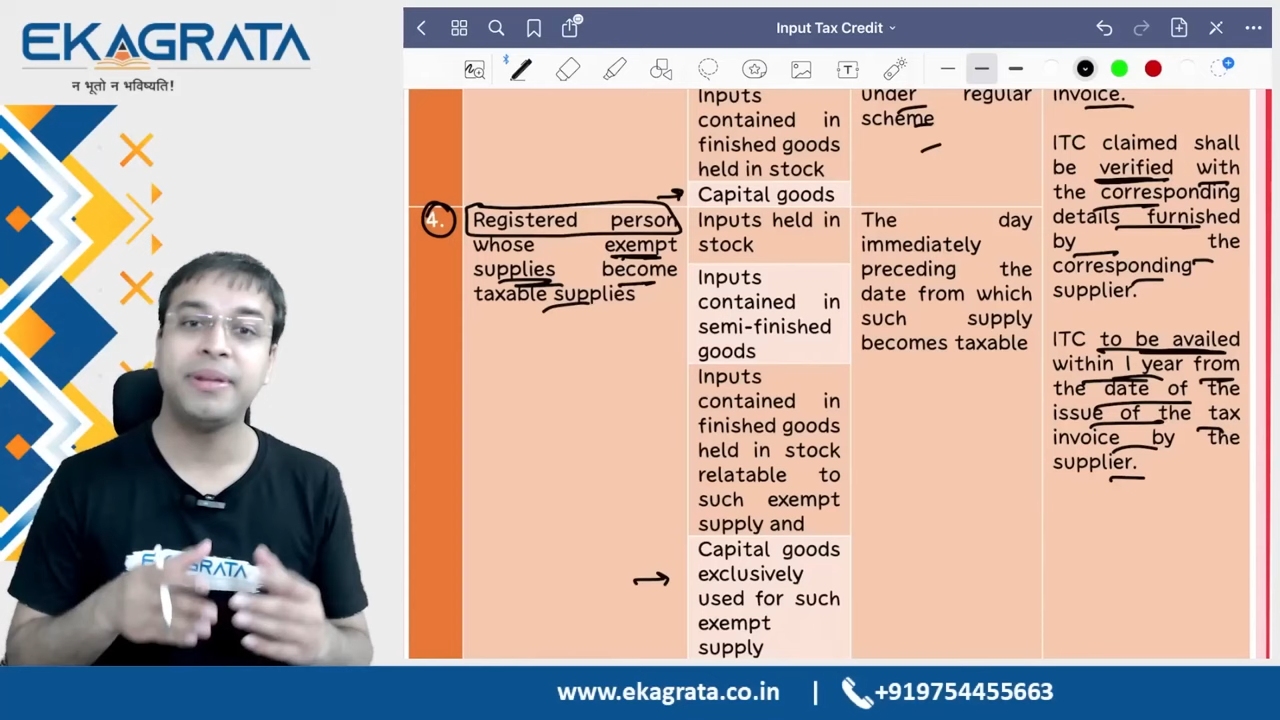 EKAGRATA
न भूतो न भविष्यति!
Input Tax Credit
T
Inputs
contained in
finished goods
held in stock
Capital goods
under regular
scheme
invoice.
ITC claimed shall
be verified with
the corresponding
details furnished
by the
corresponding
supplier.
ITC to be availed
within 1 year from
the date of the
issue of the tax
invoice by the
supplier.
4.
Registered person
whose exempt
supplies become
taxable supplies
Inputs held in
stock
Inputs
contained in
semi-finished
goods
Inputs
contained in
finished goods
held in stock
relatable to
such exempt
supply and
Capital goods
exclusively
used for such
exempt
supply
The day
immediately
preceding the
date from which
such supply
becomes taxable
EKAGRATA
www.ekagrata.co.in | +919754455663